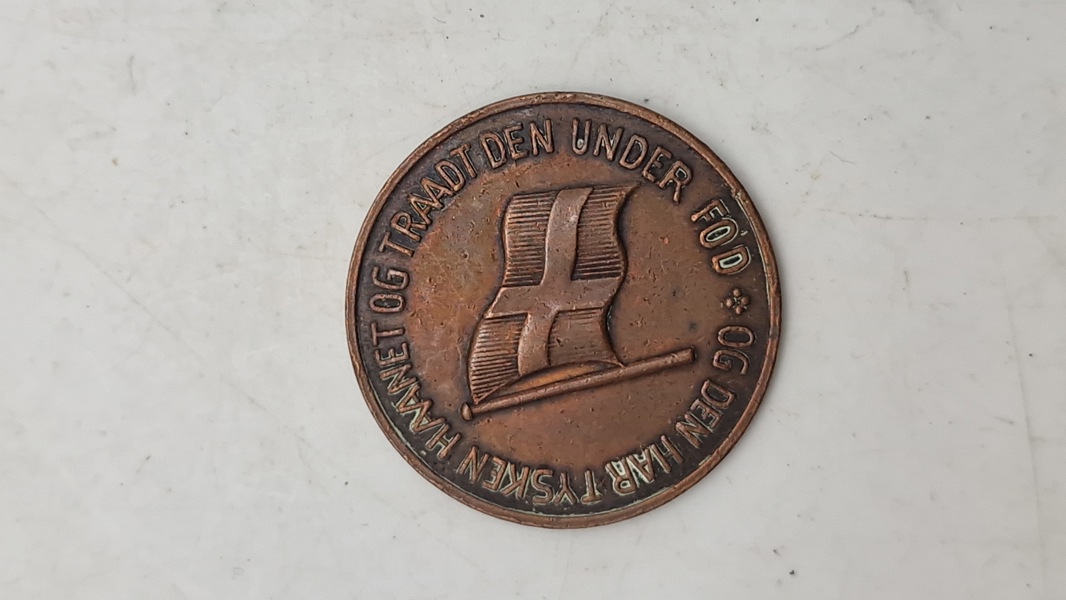 OG DEN HAR TYSKEN HAANET OG TRAADT DEN UNDER FOD